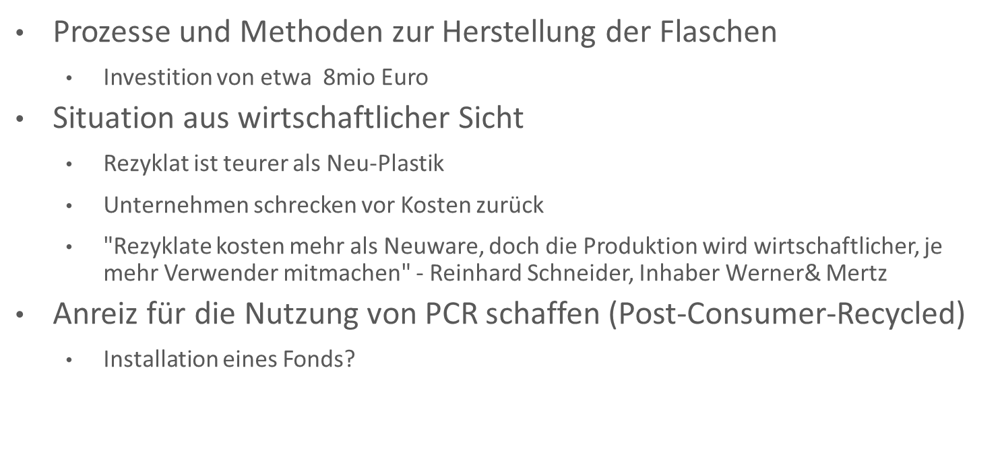 • Prozesse und Methoden zur Herstellung der Flaschen
• Investition von etwa  8mio Euro
• Situation aus wirtschaftlicher Sicht
• Rezyklat ist teurer als Neu-Plastik
• Unternehmen schrecken vor Kosten zurück
• "Rezyklate kosten mehr als Neuware, doch die Produktion wird wirtschaftlicher, je
mehr Verwender mitmachen" - Reinhard Schneider, Inhaber Werner& Mertz
• Anreiz für die Nutzung von PCR schaffen (Post-Consumer-Recycled)
• Installation eines Fonds?